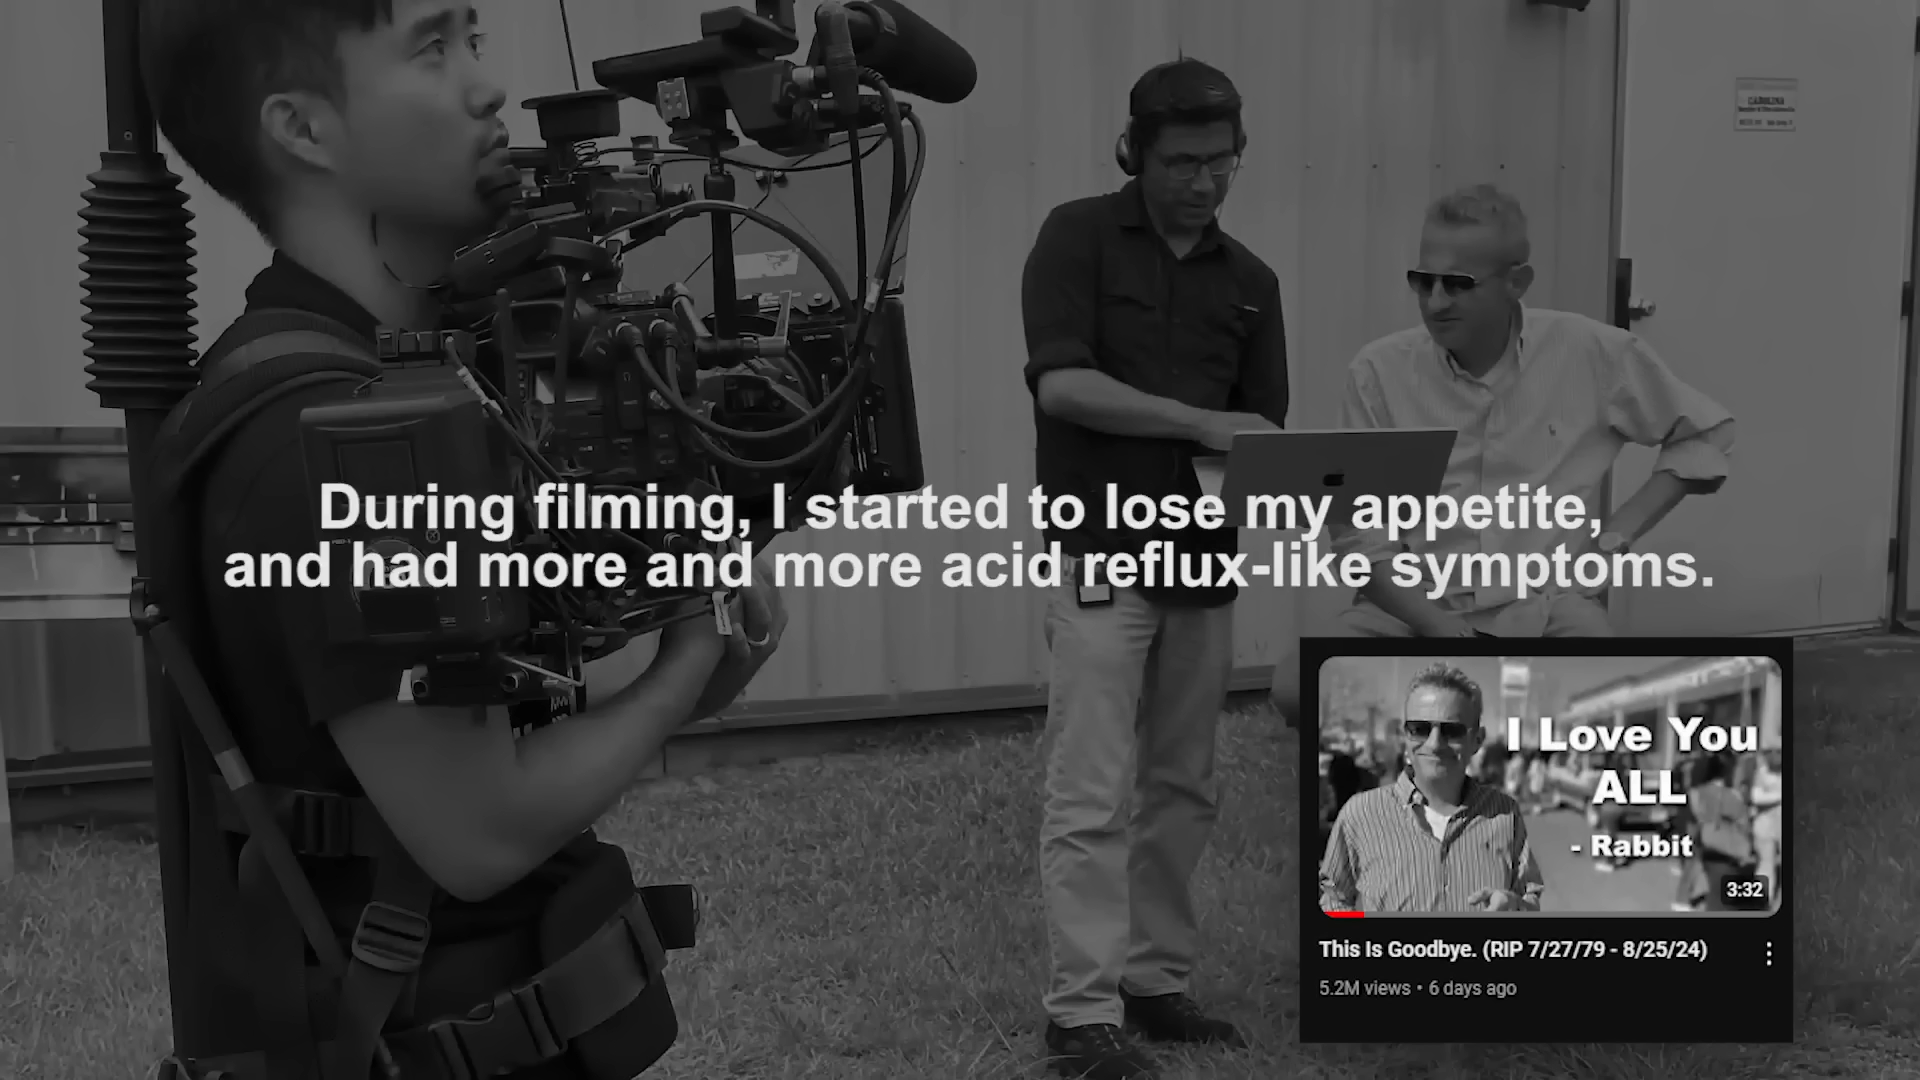 During filming, I started to lose my appetite,
and had more and more acid reflux-like symptoms.
CAROLINA
I Love You
ALL
- Rabbit
3:32
This Is Goodbye. (RIP 7/27/79 - 8/25/24)
5.2M views • 6 days ago